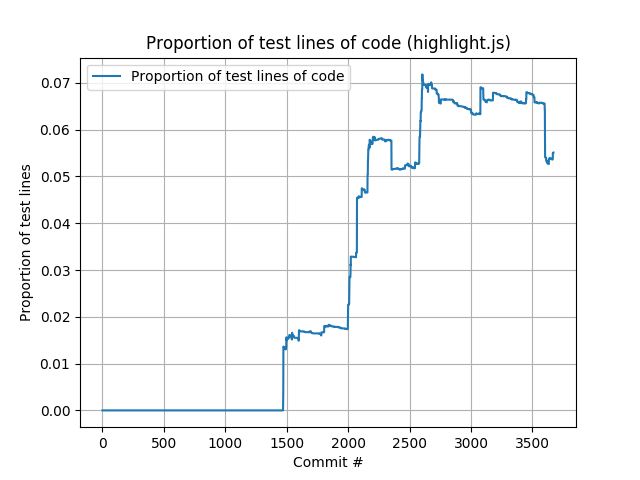 Proportion of test lines of code (highlight.js)
Proportion of test lines of code
Proportion of test lines
0.07
0.06
0.05
0.04
0.03
0.02
0.01
0.00
0 500 1000 1500 2000 2500 3000 3500
Commit #